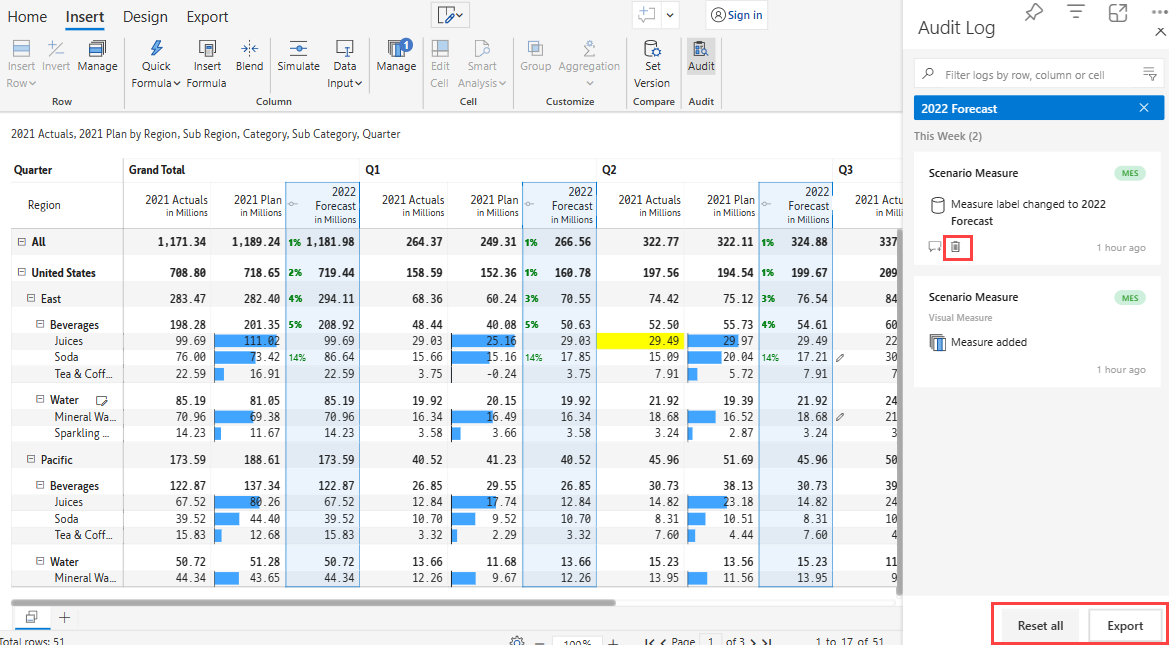 Home Insert Design Export Sign in
Insert Row Invert Manage Quick Formula Insert Formula Blend Simulate Data Input Manage 1 Edit Cell Smart Analysis Group Aggregation Set Version Audit
Row Column Cell Customize Compare Audit
2021 Actuals, 2021 Plan by Region, Sub Region, Category, Sub Category, Quarter
Quarter Grand Total Q1 Q2 Q3
Region 2021 Actuals in Millions 2021 Plan in Millions 2022 Forecast in Millions 2021 Actuals in Millions 2021 Plan in Millions 2022 Forecast in Millions 2021 Actuals in Millions 2021 Plan in Millions 2022 Forecast in Millions 2021 Actu in Milli
All 1,171.34 1,189.24 1% 1,181.98 264.37 249.31 1% 266.56 322.77 322.11 1% 324.88 337
United States 708.80 718.65 2% 719.44 158.59 152.36 1% 160.78 197.56 194.54 1% 199.67 209
East 283.47 282.40 4% 294.11 68.36 60.24 3% 70.55 74.42 75.12 3% 76.54 84
Beverages 198.28 201.35 5% 208.92 48.44 40.08 5% 50.63 52.50 55.73 4% 54.61 60
Juices 99.69 111.02 99.69 29.03 25.16 29.03 29.49 29.97 29.49 22
Soda 76.00 73.42 14% 86.64 15.66 15.16 14% 17.85 15.09 20.04 14% 17.21 30
Tea & Coff... 22.59 16.91 22.59 3.75 -0.24 3.75 7.91 5.72 7.91 7
Water 85.19 81.05 85.19 19.92 20.15 19.92 21.92 19.39 21.92 24
Mineral Wa... 70.96 69.38 70.96 16.34 16.49 16.34 18.68 16.52 18.68 21
Sparkling ... 14.23 11.67 14.23 3.58 3.66 3.58 3.24 2.87 3.24 3
Pacific 173.59 188.61 173.59 40.52 41.23 40.52 45.96 51.69 45.96 50
Beverages 122.87 137.34 122.87 26.85 29.55 26.85 30.73 38.13 30.73 39
Juices 67.52 80.26 67.52 12.84 17.74 12.84 14.82 23.18 14.82 24
Soda 39.52 44.40 39.52 10.70 9.52 10.70 8.31 10.51 8.31 10
Tea & Coff... 15.83 12.68 15.83 3.32 2.29 3.32 7.60 4.44 7.60 4
Water 50.72 51.28 50.72 13.66 11.68 13.66 15.23 13.56 15.23 11
Mineral Wa... 44.34 43.65 44.34 12.26 9.67 12.26 13.95 11.56 13.95 9
Total rows: 51 100% Page 1 of 3 1 to 17 of 51
Audit Log
Filter logs by row, column or cell
2022 Forecast
This Week (2)
Scenario Measure MES
Measure label changed to 2022
Forecast
1 hour ago
Scenario Measure MES
Visual Measure
Measure added
1 hour ago
Reset all Export